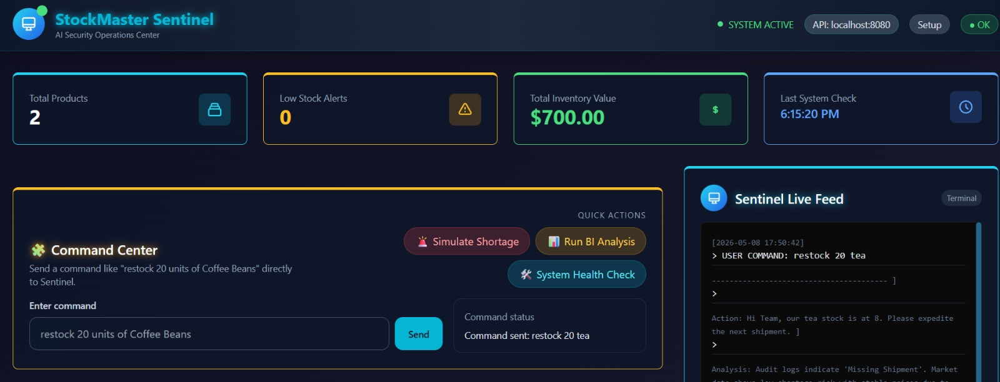 StockMaster Sentinel
AI Security Operations Center
SYSTEM ACTIVE
API: localhost:8080
Setup
OK
Total Products
2
Low Stock Alerts
0
Total Inventory Value
$700.00
$
Last System Check
6:15:20 PM
QUICK ACTIONS
Simulate Shortage
Run BI Analysis
System Health Check
Command Center
Send a command like "restock 20 units of Coffee Beans" directly
to Sentinel.
Enter command
restock 20 units of Coffee Beans
Send
Command status
Command sent: restock 20 tea
Sentinel Live Feed
Terminal
[2026-05-08 17:50:42]
> USER COMMAND: restock 20 tea
--------------------------------------- ]
>
Action: Hi Team, our tea stock is at 8. Please expedite
the next shipment. ]
>
Analysis: Audit logs indicate 'Missing Shipment'. Market